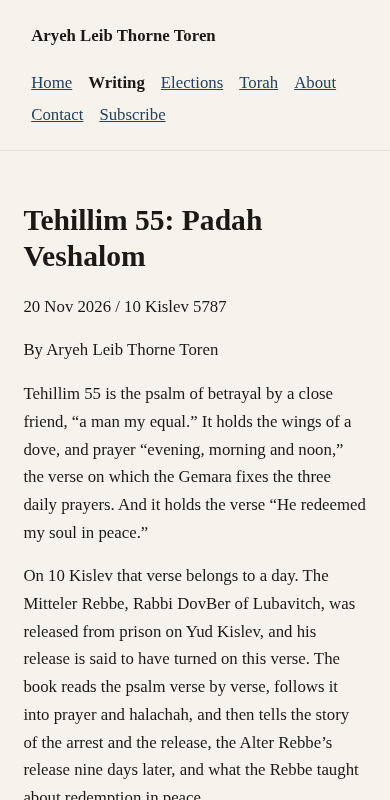 Aryeh Leib Thorne Toren
Home Writing Elections Torah About
Contact Subscribe
Tehillim 55: Padah
Veshalom
20 Nov 2026 / 10 Kislev 5787
By Aryeh Leib Thorne Toren
Tehillim 55 is the psalm of betrayal by a close
friend, “a man my equal.” It holds the wings of a
dove, and prayer “evening, morning and noon,”
the verse on which the Gemara fixes the three
daily prayers. And it holds the verse “He redeemed
my soul in peace.”
On 10 Kislev that verse belongs to a day. The
Mitteler Rebbe, Rabbi DovBer of Lubavitch, was
released from prison on Yud Kislev, and his
release is said to have turned on this verse. The
book reads the psalm verse by verse, follows it
into prayer and halachah, and then tells the story
of the arrest and the release, the Alter Rebbe’s
release nine days later, and what the Rebbe taught
about redemption in peace.